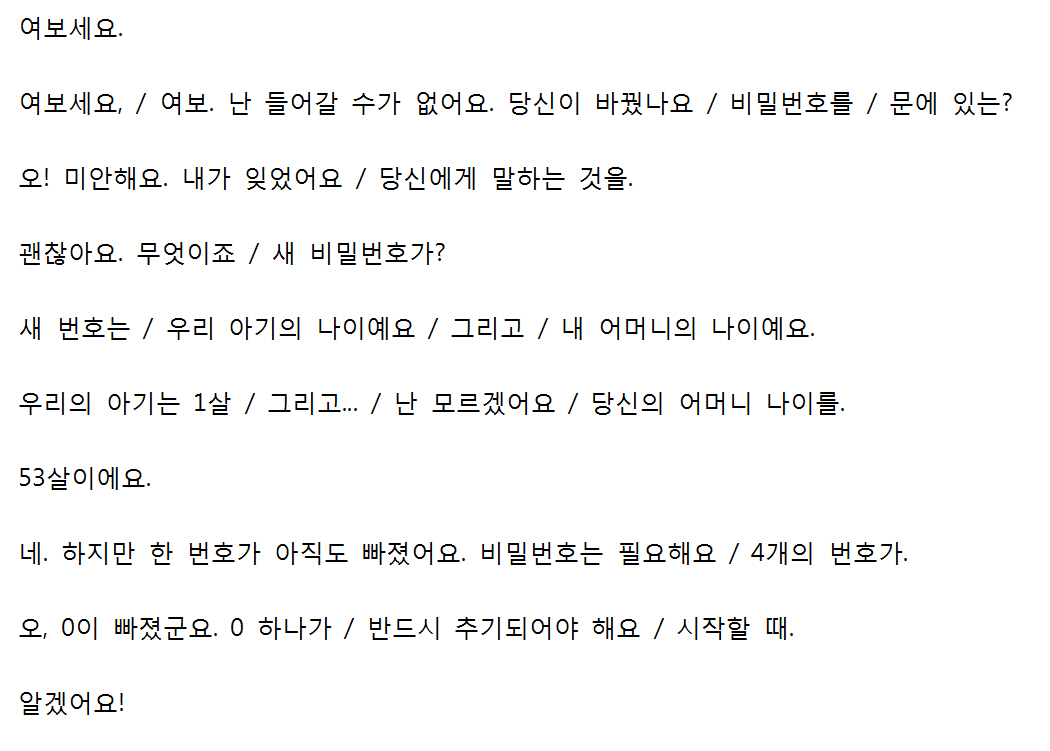 여보세요.
여보세요, / 여보. 난 들어갈 수가 없어요. 당신이 바꿨나요 / 비밀번호를 / 문에 있는?
오! 미안해요. 내가 잊었어요 / 당신에게 말하는 것을.
괜찮아요. 무엇이죠 / 새 비밀번호가?
새 번호는 / 우리 아기의 나이예요 / 그리고 / 내 어머니의 나이예요.
우리의 아기는 1살 / 그리고... / 난 모르겠어요 / 당신의 어머니 나이를.
53살이에요.
네. 하지만 한 번호가 아직도 빠졌어요. 비밀번호는 필요해요 / 4개의 번호가.
오, 0이 빠졌군요. 0 하나가 / 반드시 추기되어야 해요 / 시작할 때.
알겠어요!